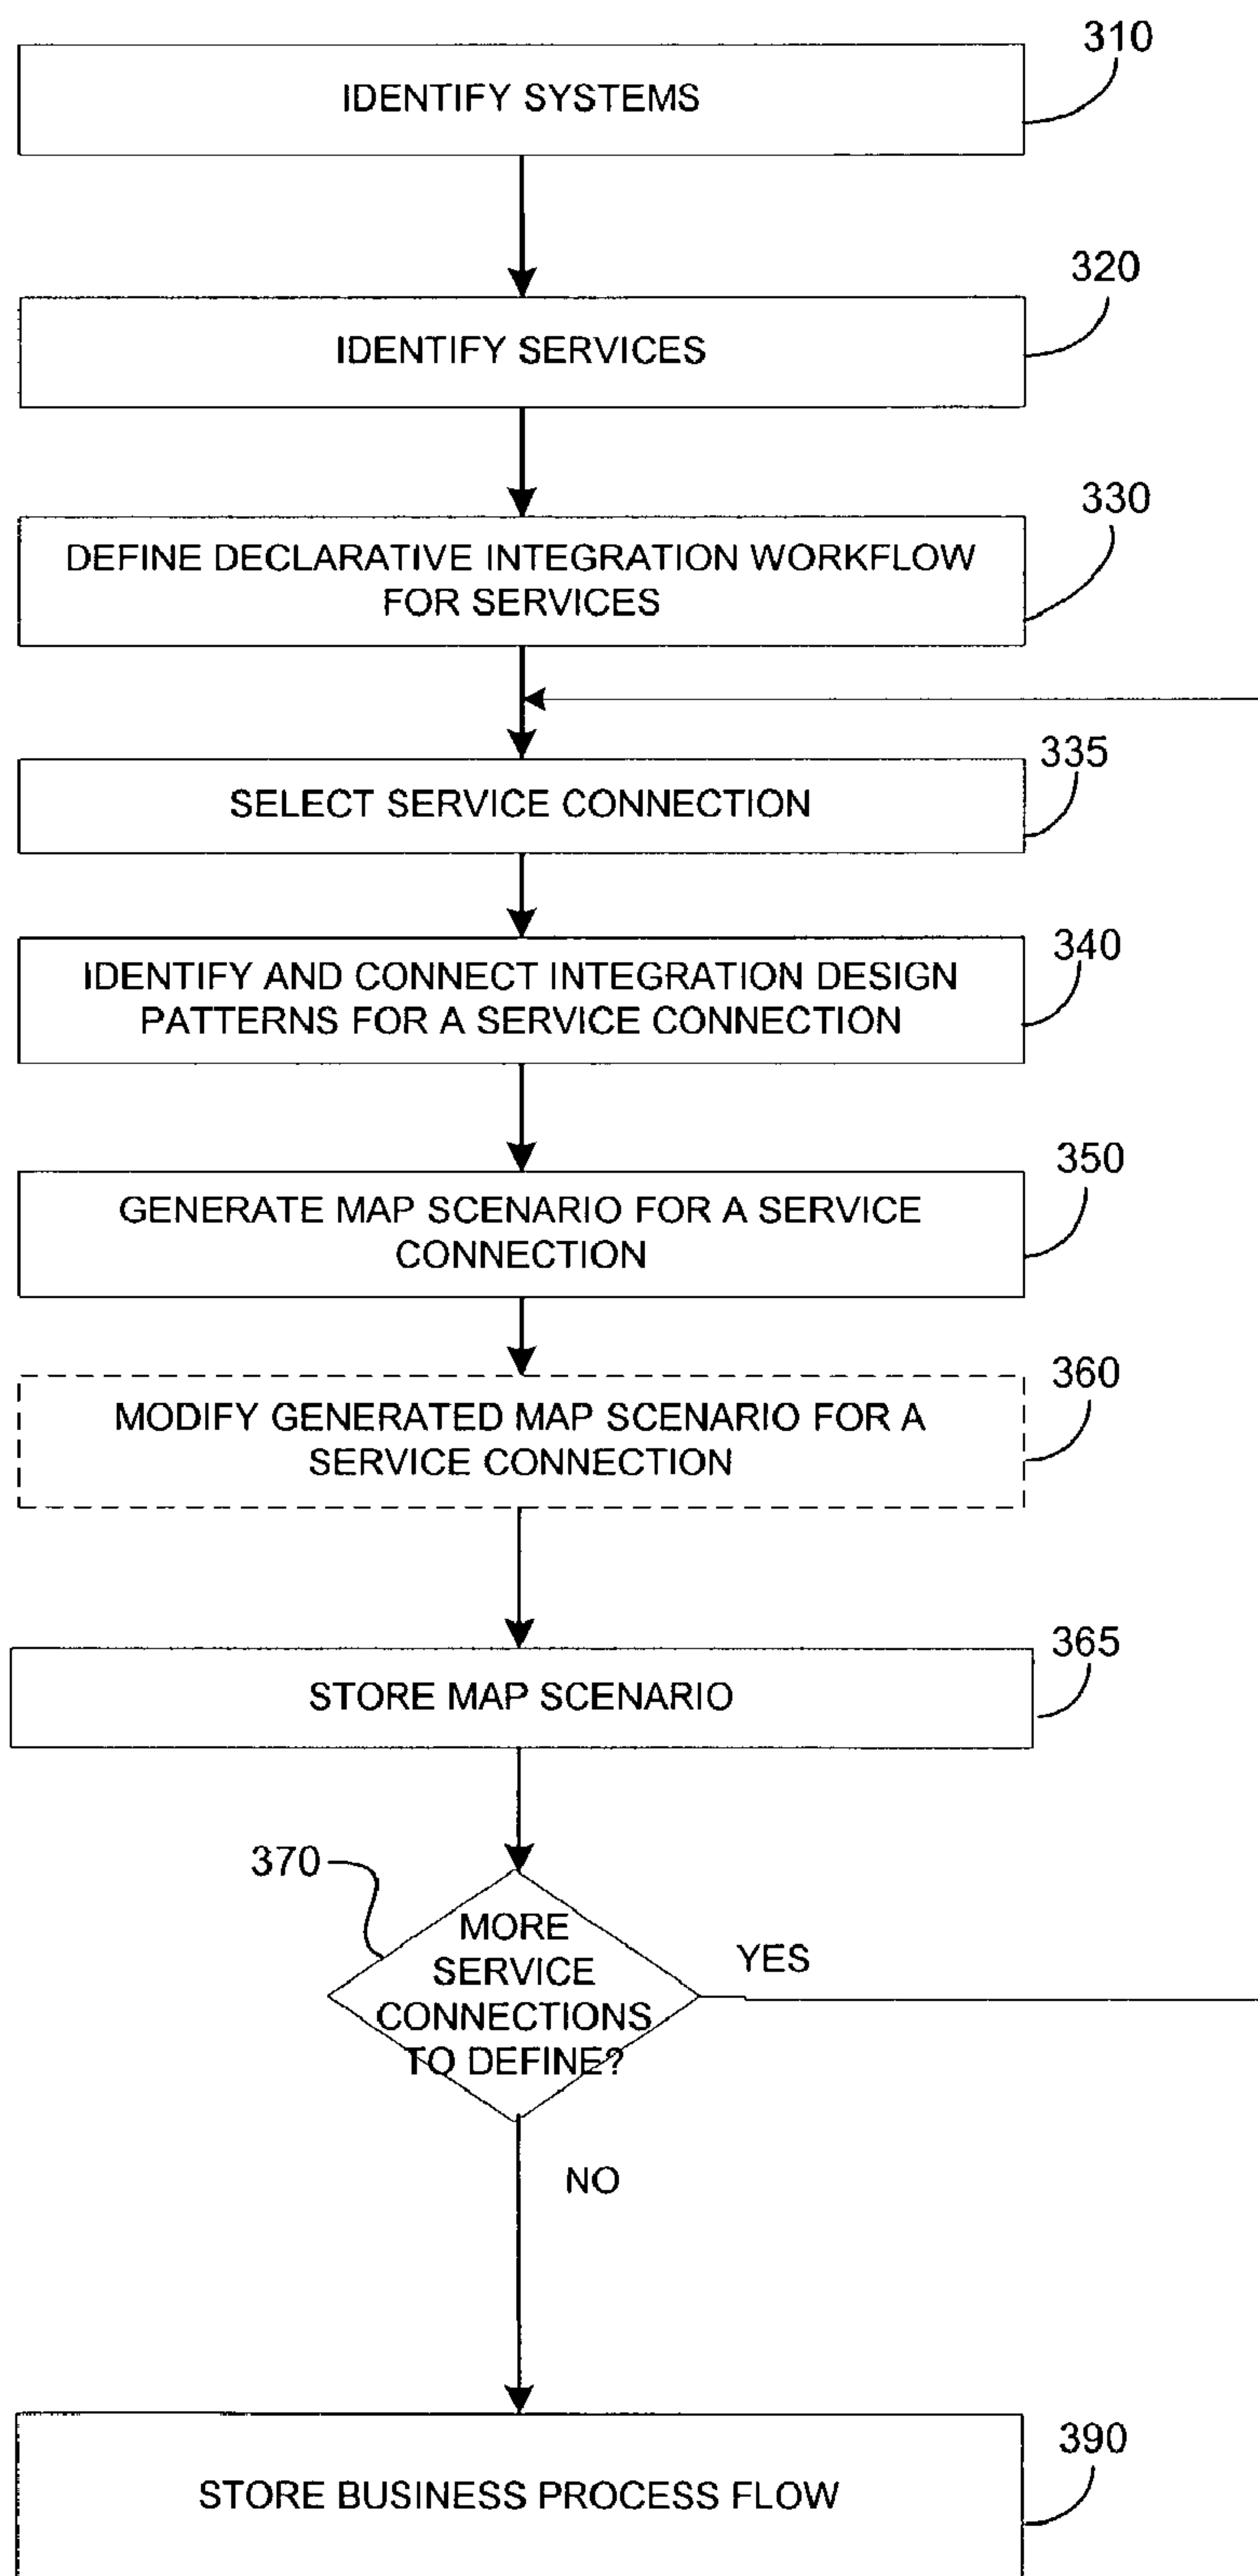 310
IDENTIFY SYSTEMS
320
IDENTIFY SERVICES
330
DEFINE DECLARATIVE INTEGRATION WORKFLOW
FOR SERVICES
335
SELECT SERVICE CONNECTION
340
IDENTIFY AND CONNECT INTEGRATION DESIGN
PATTERNS FOR A SERVICE CONNECTION
350
GENERATE MAP SCENARIO FOR A SERVICE
CONNECTION
360
MODIFY GENERATED MAP SCENARIO FOR A
SERVICE CONNECTION
365
STORE MAP SCENARIO
370
MORE
SERVICE
CONNECTIONS
TO DEFINE?
YES
NO
390
STORE BUSINESS PROCESS FLOW